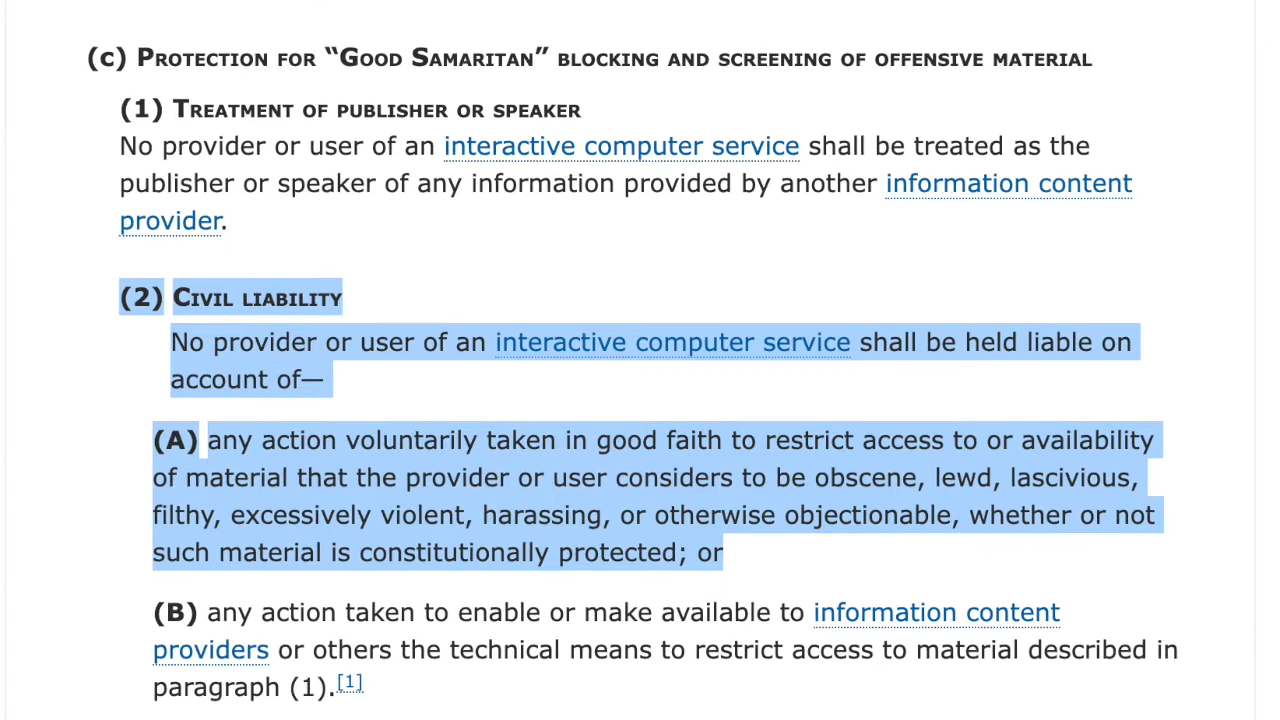 (c) Protection for “Good Samaritan” blocking and screening of offensive material
(1) Treatment of publisher or speaker
No provider or user of an interactive computer service shall be treated as the
publisher or speaker of any information provided by another information content
provider.
(2) Civil liability
No provider or user of an interactive computer service shall be held liable on
account of—
(A) any action voluntarily taken in good faith to restrict access to or availability
of material that the provider or user considers to be obscene, lewd, lascivious,
filthy, excessively violent, harassing, or otherwise objectionable, whether or not
such material is constitutionally protected; or
(B) any action taken to enable or make available to information content
providers or others the technical means to restrict access to material described in
paragraph (1).[1]